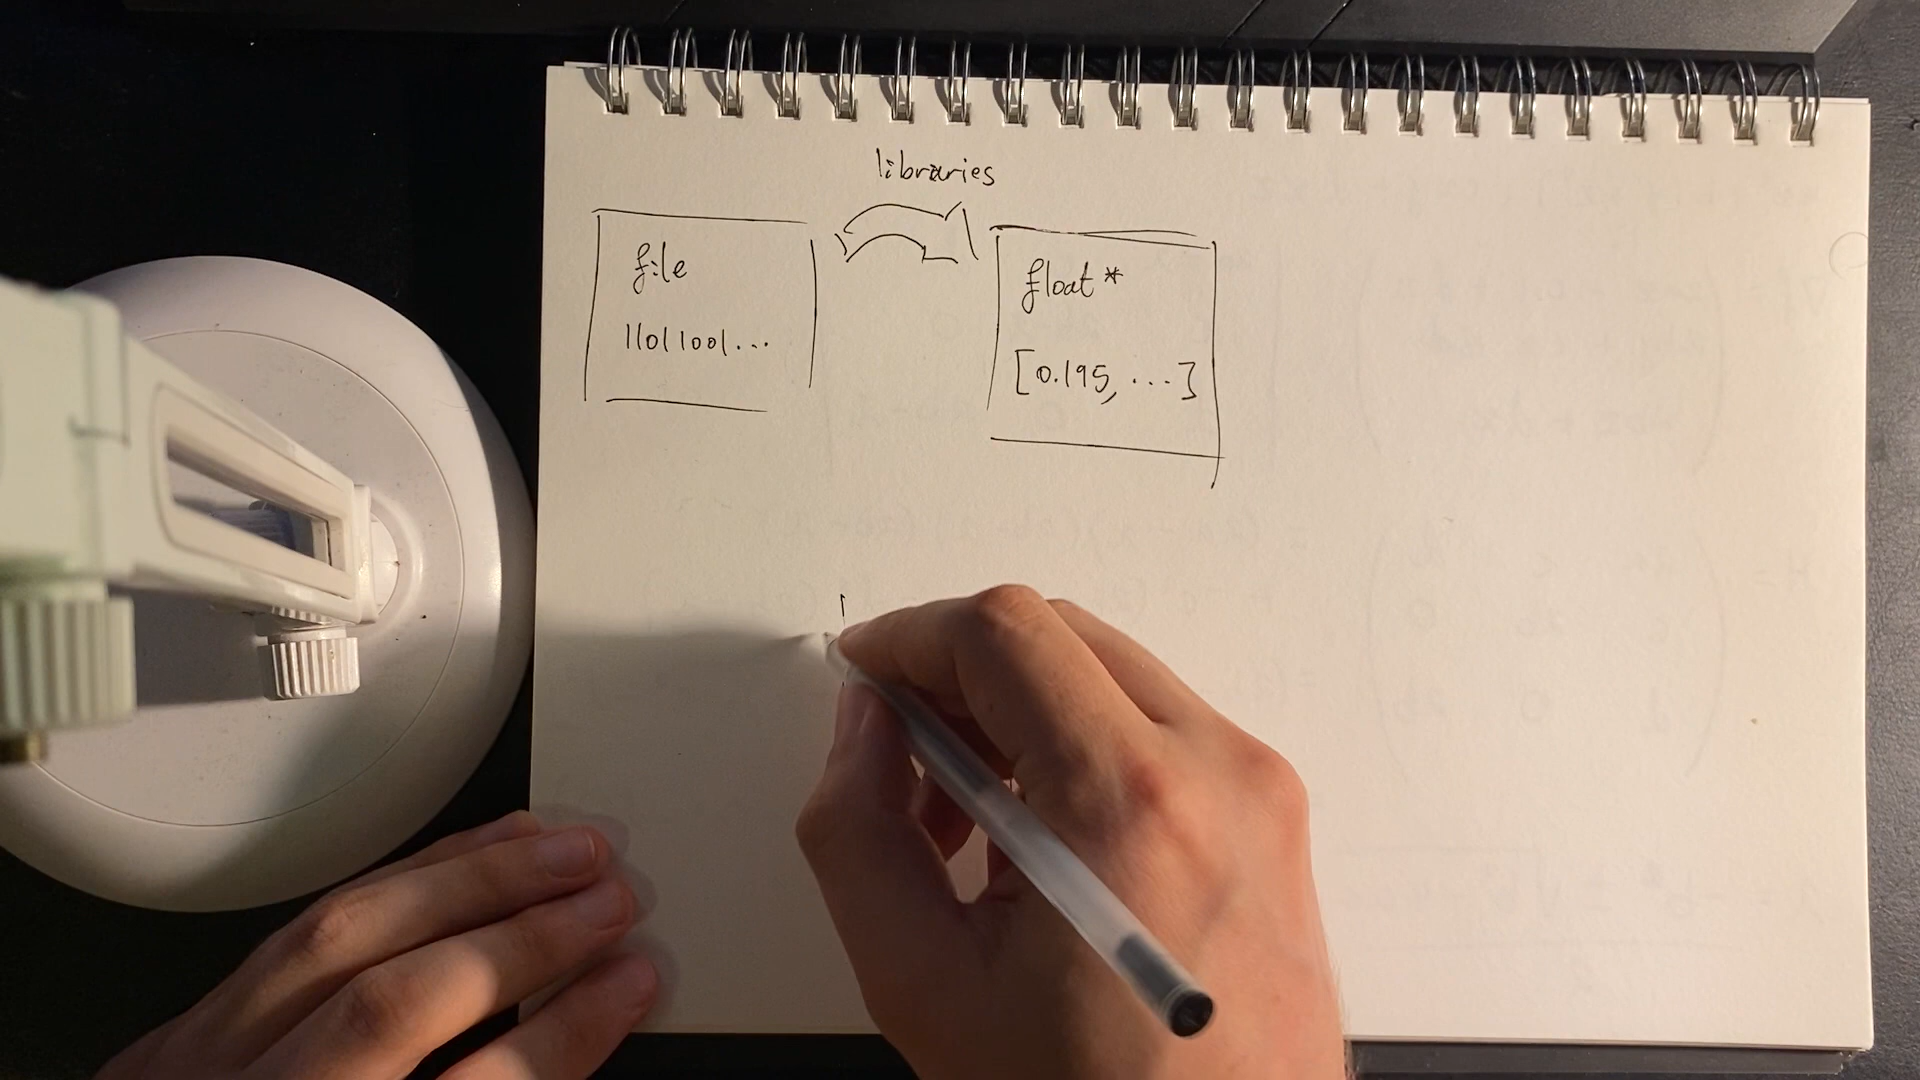 libraries
file
11011001...
float *
[0.195, ...]